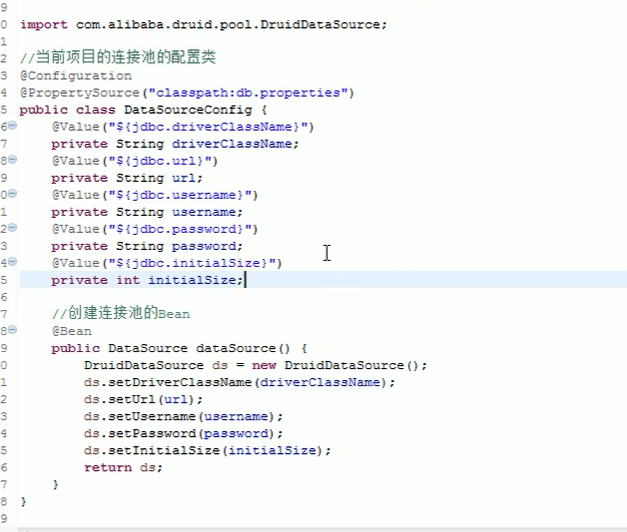 9
0 import com.alibaba.druid.pool.DruidDataSource;
1
2 //当前项目的连接池的配置类
3 @Configuration
4 @PropertySource("classpath:db.properties")
5 public class DataSourceConfig {
6 @Value("${jdbc.driverClassName}")
7 private String driverClassName;
8 @Value("${jdbc.url}")
9 private String url;
0 @Value("${jdbc.username}")
1 private String username;
2 @Value("${jdbc.password}")
3 private String password;
4 @Value("${jdbc.initialSize}")
5 private int initialSize;
6
7 //创建连接池的Bean
8 @Bean
9 public DataSource dataSource() {
0 DruidDataSource ds = new DruidDataSource();
1 ds.setDriverClassName(driverClassName);
2 ds.setUrl(url);
3 ds.setUsername(username);
4 ds.setPassword(password);
5 ds.setInitialSize(initialSize);
6 return ds;
7 }
8 }
9